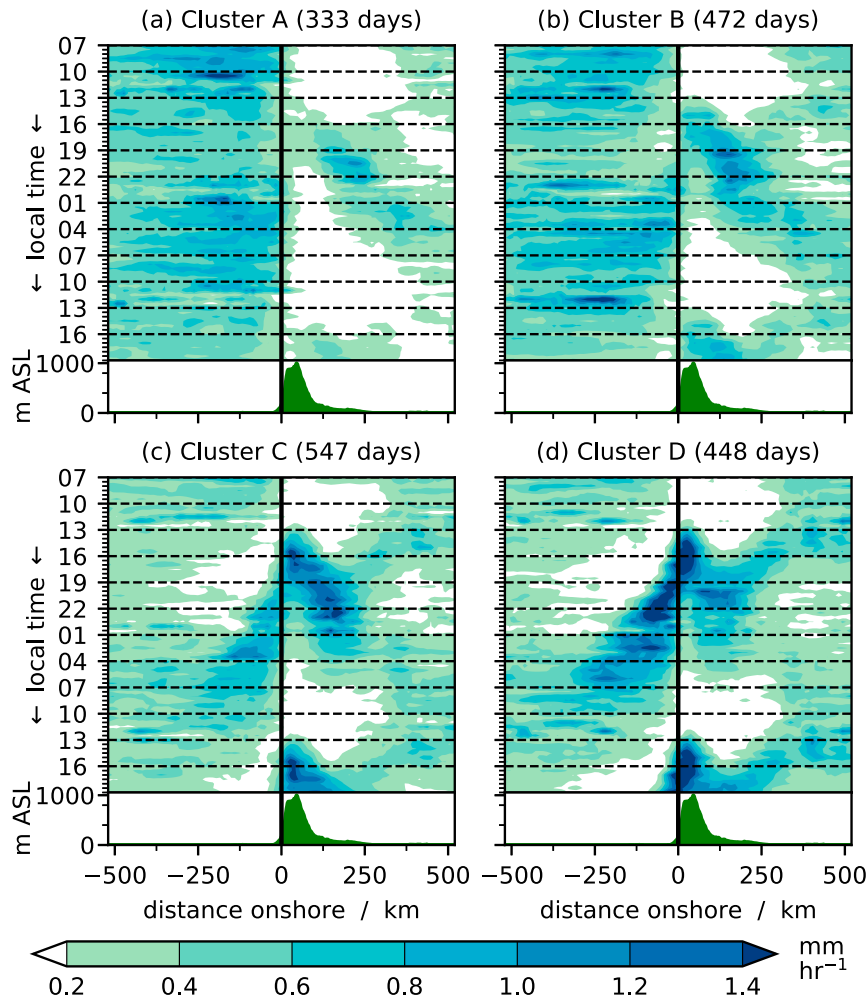 (a) Cluster A (333 days)
(b) Cluster B (472 days)
07
10
13
16
19
22
01
04
07
10
13
16
← local time ←
1000
0
m ASL
(c) Cluster C (547 days)
(d) Cluster D (448 days)
07
10
13
16
19
22
01
04
07
10
13
16
← local time ←
1000
0
m ASL
−500 −250 0 250 500
−500 −250 0 250 500
distance onshore / km
distance onshore / km
0.2 0.4 0.6 0.8 1.0 1.2 1.4
mm
hr⁻¹